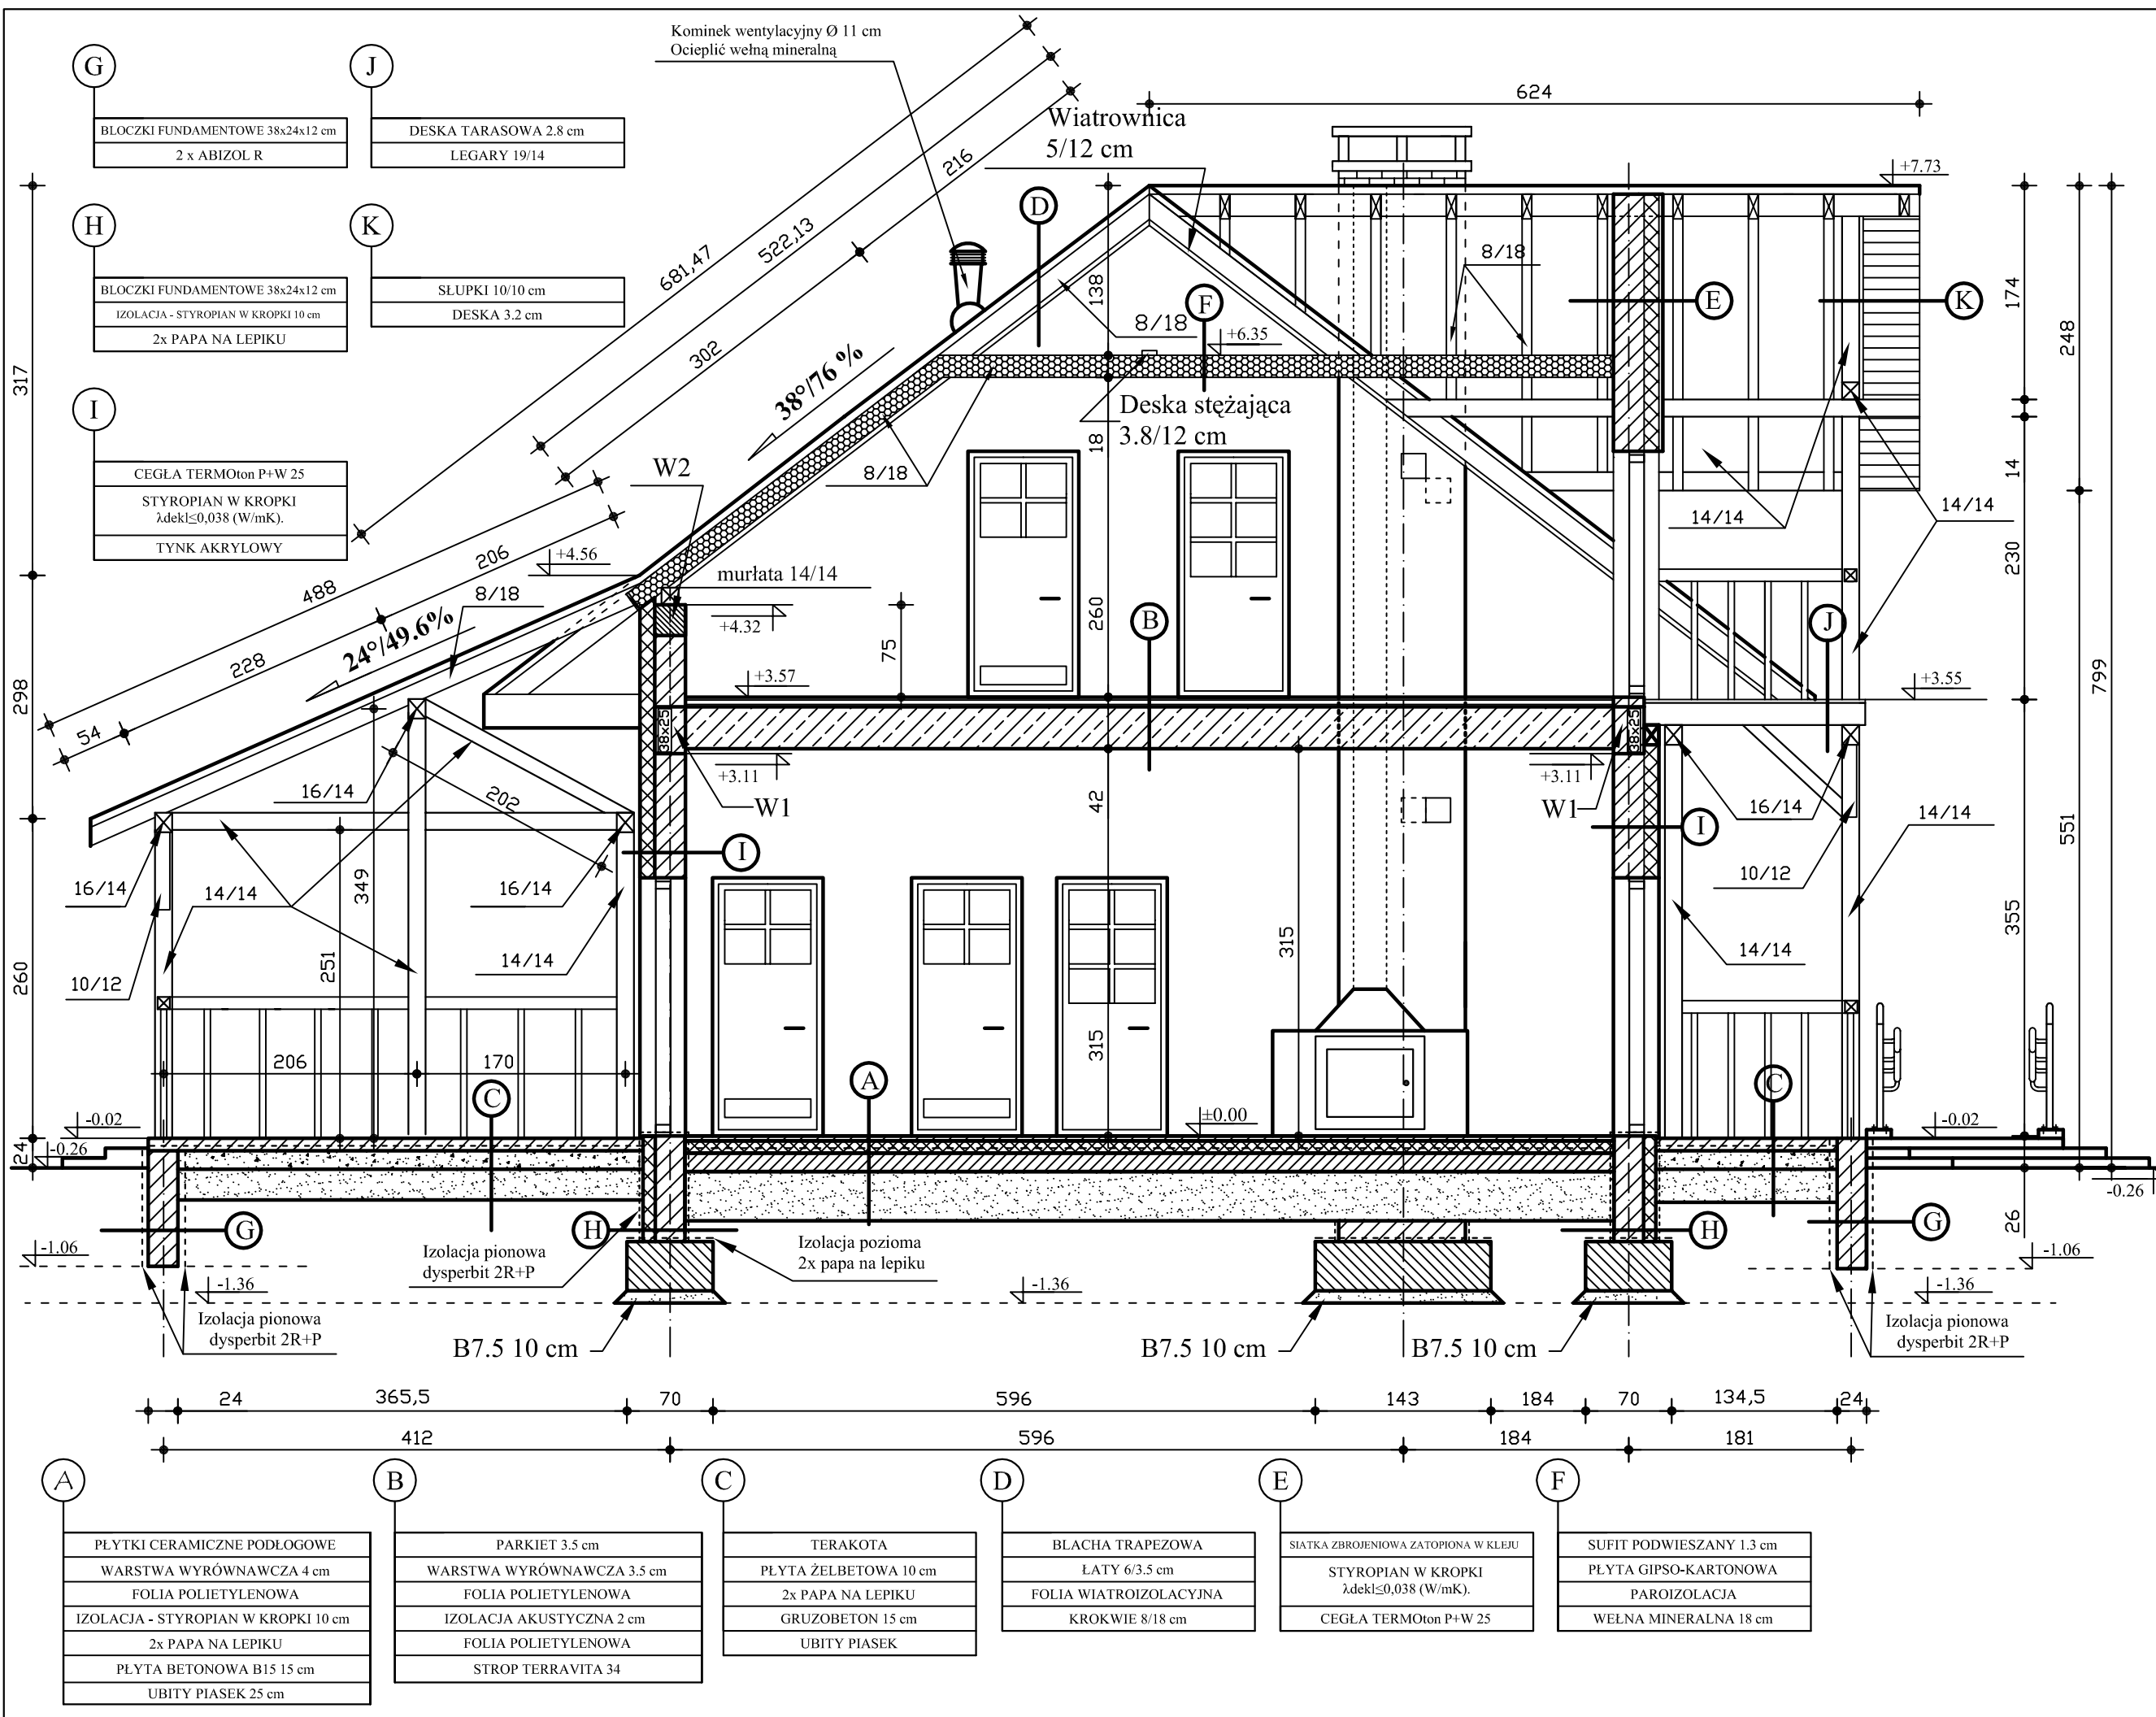 Kominek wentylacyjny Ø 11 cm
Ocieplić wełną mineralną
G
BLOCZKI FUNDAMENTOWE 38x24x12 cm
2 x ABIZOL R
J
DESKA TARASOWA 2.8 cm
LEGARY 19/14
H
BLOCZKI FUNDAMENTOWE 38x24x12 cm
IZOLACJA - STYROPIAN W KROPKI 10 cm
2x PAPA NA LEPIKU
K
SŁUPKI 10/10 cm
DESKA 3.2 cm
I
CEGŁA TERMOton P+W 25
STYROPIAN W KROPKI
λdekl≤0,038 (W/mK).
TYNK AKRYLOWY
624
Wiatrownica
5/12 cm
+7.73
681,47
522,13
216
302
D
138
F
8/18
+6.35
8/18
E
K
174
248
317
38°/76 %
Deska stężająca
3.8/12 cm
18
8/18
W2
14
14/14
14/14
488
206
228
54
24°/49.6%
8/18
+4.56
murłata 14/14
+4.32
75
260
B
J
230
+3.57
+3.55
799
298
38x25
38x25
+3.11
+3.11
W1
W1
42
16/14
202
16/14
14/14
10/12
I
I
551
16/14
14/14
349
16/14
251
14/14
10/12
14/14
315
355
260
315
206
170
C
A
C
±0.00
-0.02
-0.02
-0.26
-0.26
24
26
G
H
H
G
Izolacja pionowa
dysperbit 2R+P
Izolacja pozioma
2x papa na lepiku
-1.06
-1.06
-1.36
-1.36
-1.36
Izolacja pionowa
dysperbit 2R+P
Izolacja pionowa
dysperbit 2R+P
B7.5 10 cm
B7.5 10 cm
B7.5 10 cm
24 365,5 70 596 143 184 70 134,5 24
412 596 184 181
A
PŁYTKI CERAMICZNE PODŁOGOWE
WARSTWA WYRÓWNAWCZA 4 cm
FOLIA POLIETYLENOWA
IZOLACJA - STYROPIAN W KROPKI 10 cm
2x PAPA NA LEPIKU
PŁYTA BETONOWA B15 15 cm
UBITY PIASEK 25 cm
B
PARKIET 3.5 cm
WARSTWA WYRÓWNAWCZA 3.5 cm
FOLIA POLIETYLENOWA
IZOLACJA AKUSTYCZNA 2 cm
FOLIA POLIETYLENOWA
STROP TERRAVITA 34
C
TERAKOTA
PŁYTA ŻELBETOWA 10 cm
2x PAPA NA LEPIKU
GRUZOBETON 15 cm
UBITY PIASEK
D
BLACHA TRAPEZOWA
ŁATY 6/3.5 cm
FOLIA WIATROIZOLACYJNA
KROKWIE 8/18 cm
E
SIATKA ZBROJENIOWA ZATOPIONA W KLEJU
STYROPIAN W KROPKI
λdekl≤0,038 (W/mK).
CEGŁA TERMOton P+W 25
F
SUFIT PODWIESZANY 1.3 cm
PŁYTA GIPSO-KARTONOWA
PAROIZOLACJA
WEŁNA MINERALNA 18 cm